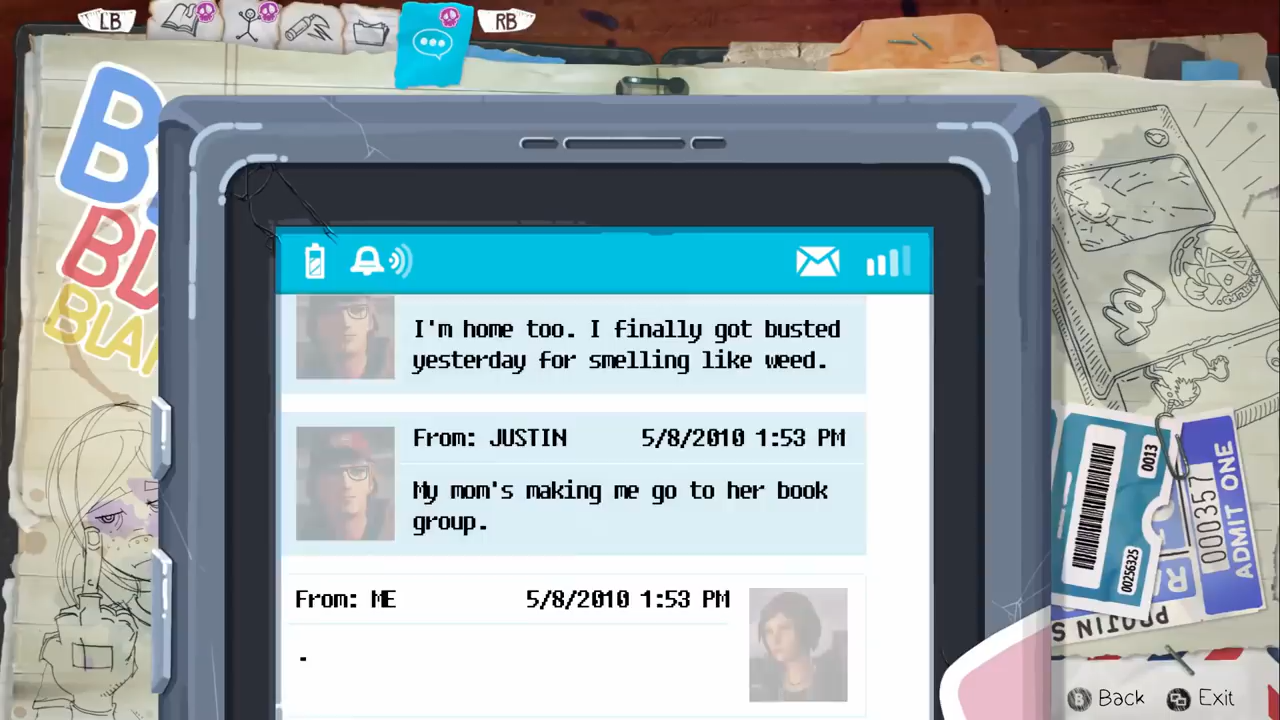 LB
RB
I'm home too. I finally got busted
yesterday for smelling like weed.
From: JUSTIN 5/8/2010 1:53 PM
My mom's making me go to her book
group.
From: ME 5/8/2010 1:53 PM
.
0013
00256325
000357
ADMIT ONE
B Back
Exit